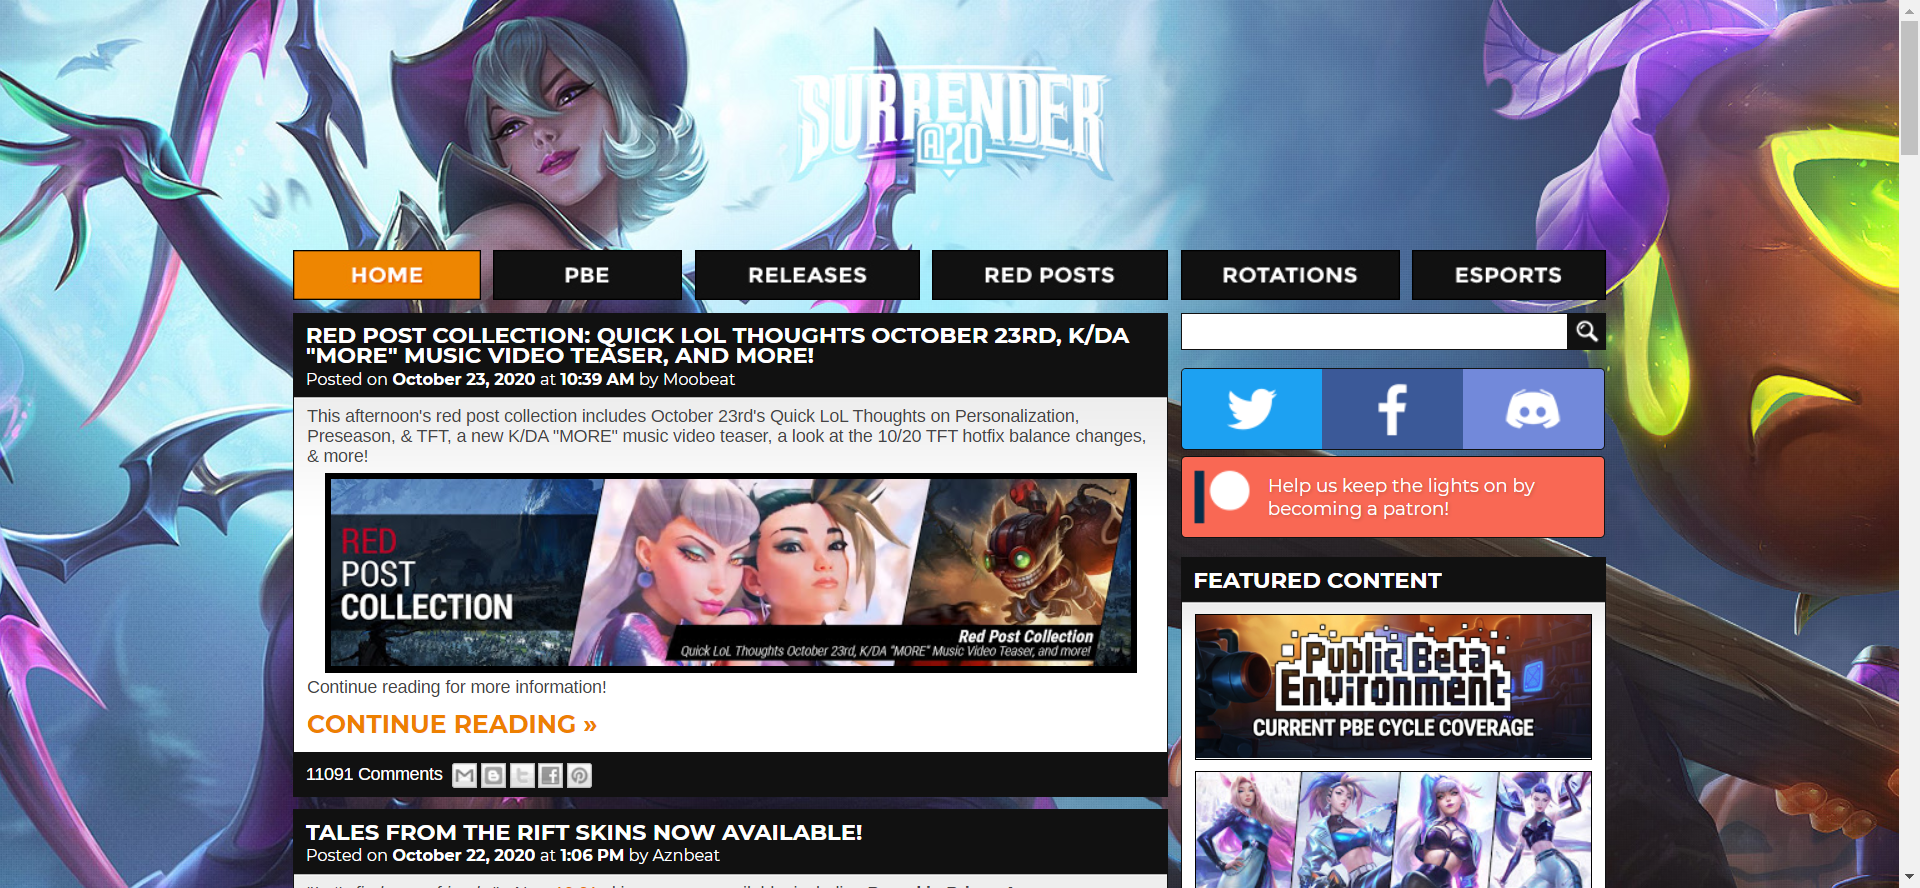 SURRENDER
@20
HOME
PBE
RELEASES
RED POSTS
ROTATIONS
ESPORTS
RED POST COLLECTION: QUICK LOL THOUGHTS OCTOBER 23RD, K/DA
"MORE" MUSIC VIDEO TEASER, AND MORE!
Posted on October 23, 2020 at 10:39 AM by Moobeat
This afternoon's red post collection includes October 23rd's Quick LoL Thoughts on Personalization,
Preseason, & TFT, a new K/DA "MORE" music video teaser, a look at the 10/20 TFT hotfix balance changes,
& more!
RED
POST
COLLECTION
Red Post Collection
Quick LoL Thoughts October 23rd, K/DA "MORE" Music Video Teaser, and more!
Continue reading for more information!
CONTINUE READING »
11091 Comments
TALES FROM THE RIFT SKINS NOW AVAILABLE!
Posted on October 22, 2020 at 1:06 PM by Aznbeat
Help us keep the lights on by
becoming a patron!
FEATURED CONTENT
Public Beta
Environment
CURRENT PBE CYCLE COVERAGE